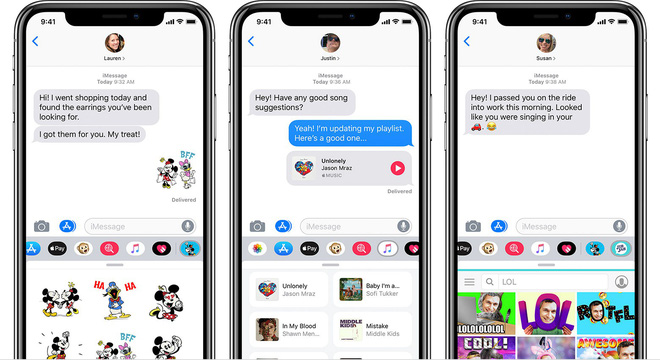 9:41
Lauren
iMessage
Today 9:32 AM
Hi! I went shopping today and
found the earrings you've been
looking for.
I got them for you. My treat!
BFF
Delivered
iMessage
Pay
HA
HA
BFF
9:41
Justin
iMessage
Today 9:36 AM
Hey! Have any good song
suggestions?
Yeah! I'm updating my playlist.
Here's a good one...
Unlonely
Jason Mraz
MUSIC
Delivered
iMessage
Pay
Unlonely
Jason Mraz
Baby I'm a...
Sofi Tukker
In My Blood
Shawn Men...
MIDDLE
KIDS
Mistake
Middle Kids
9:41
Susan
iMessage
Today 9:38 AM
Hey! I passed you on the ride
into work this morning. Looked
like you were singing in your
🚗. 😂
iMessage
Pay
LOL
LOLOLOLOLOL
LOL
ROTFL
COOL!
AWESOME